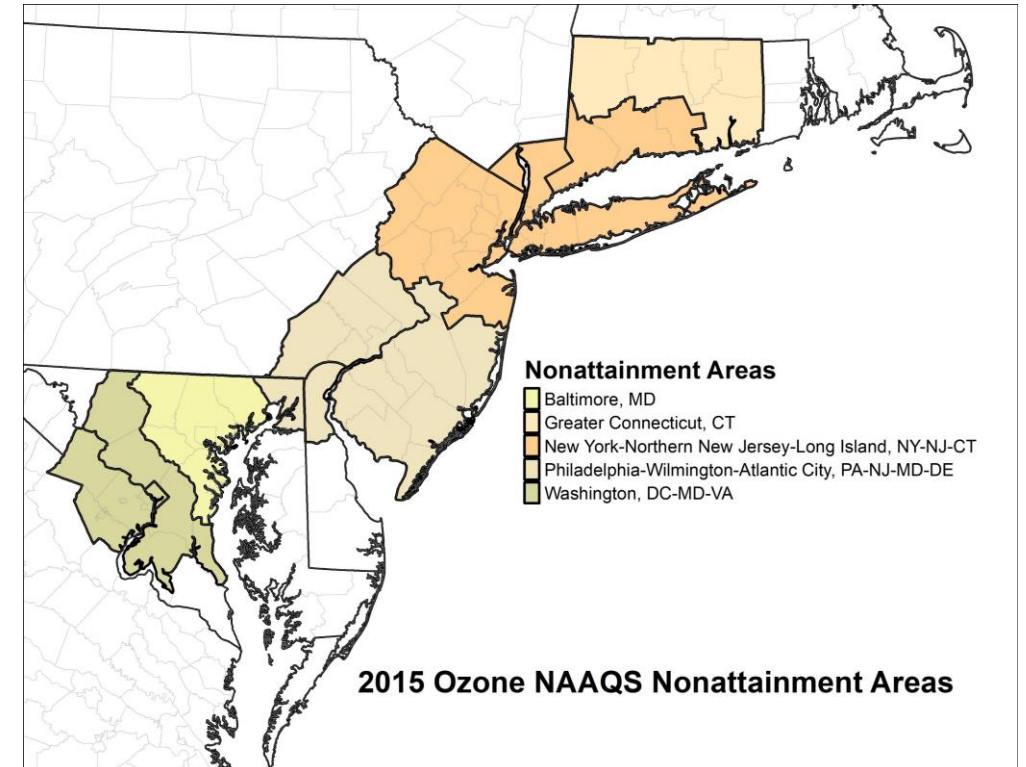 Nonattainment Areas
Baltimore, MD
Greater Connecticut, CT
New York-Northern New Jersey-Long Island, NY-NJ-CT
Philadelphia-Wilmington-Atlantic City, PA-NJ-MD-DE
Washington, DC-MD-VA
2015 Ozone NAAQS Nonattainment Areas